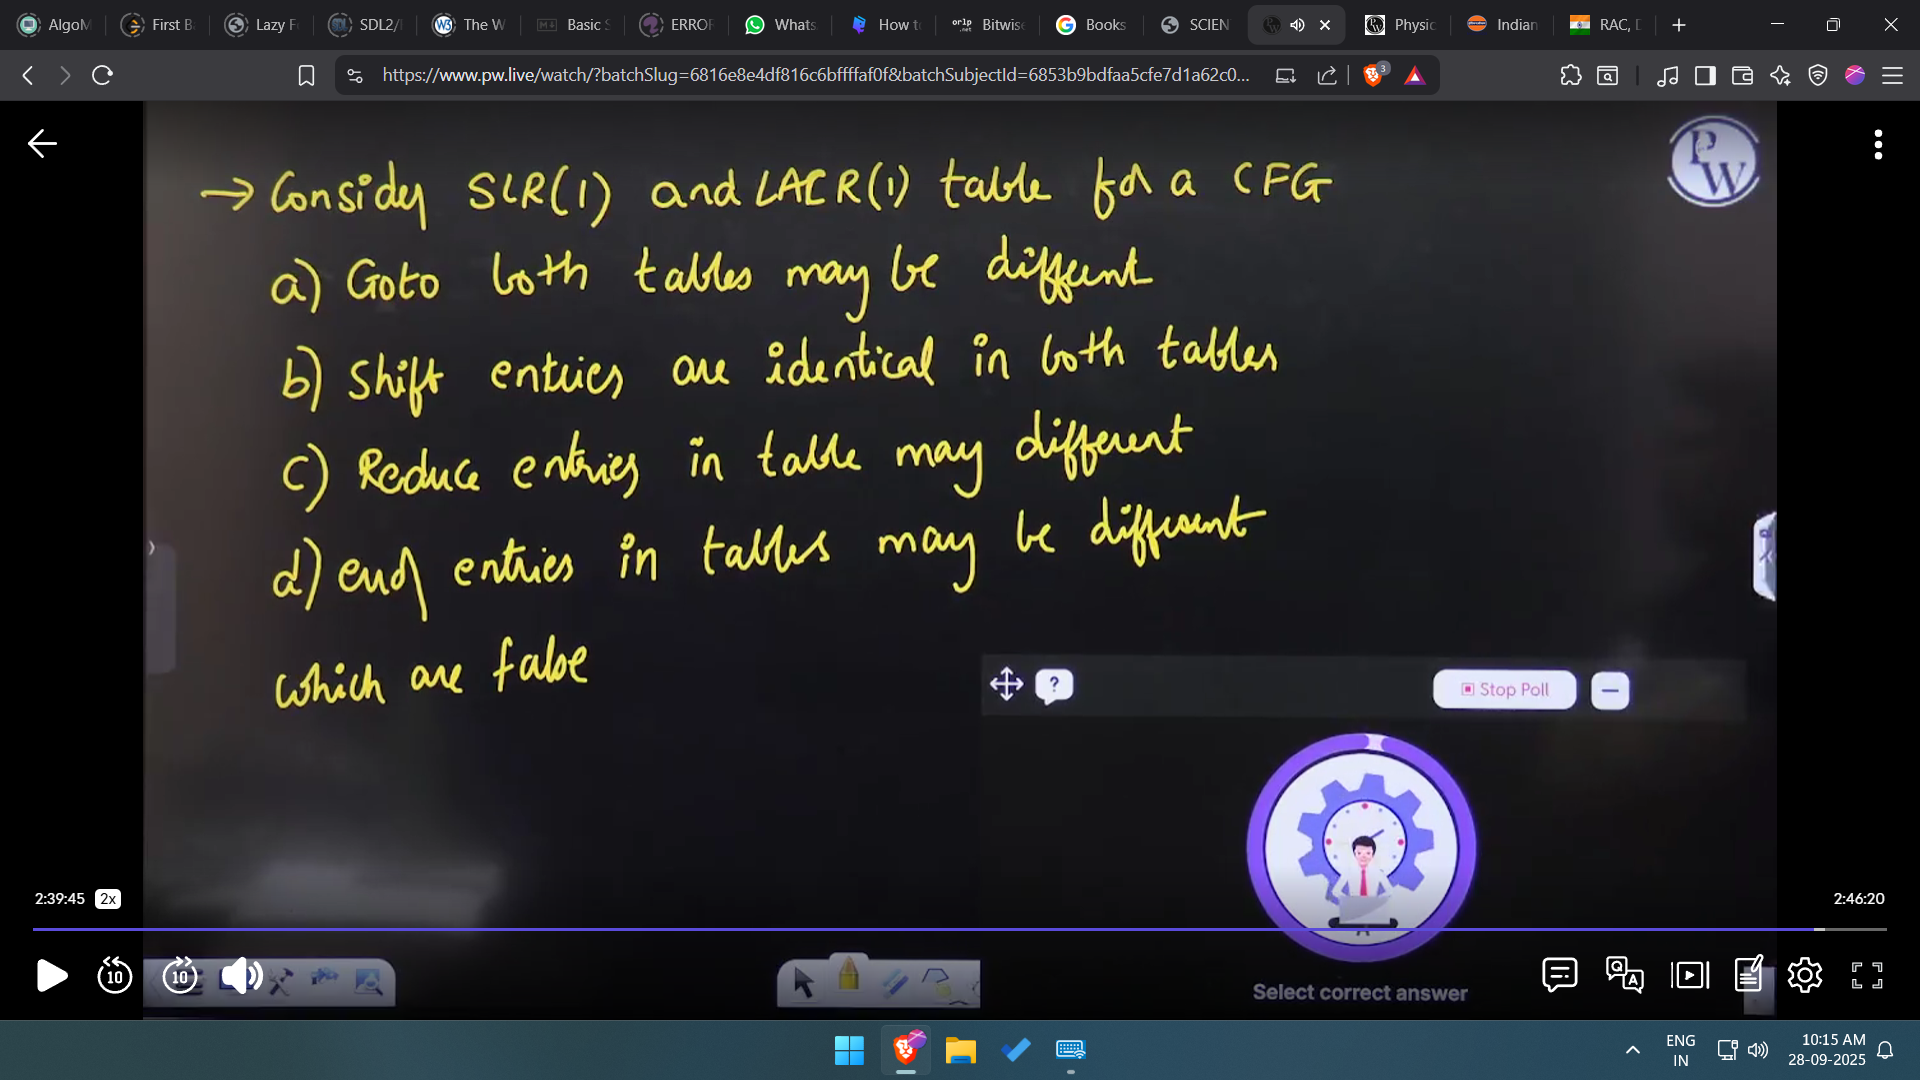 AlgoM
First B
Lazy F
SDL2/
The W
Basic S
ERROR
Whats
How t
Bitwise
Books
SCIEN
Physic
Indian
RAC, D
https://www.pw.live/watch/?batchSlug=6816e8e4df816c6bffffaf0f&batchSubjectId=6853b9bdfaa5cfe7d1a62c0...
3
PW
→ Consider SLR(1) and LALR(1) table for a CFG
a) Goto both tables may be different
b) Shift entries are identical in both tables
c) Reduce entries in table may different
d) entries in tables may be different
which are false
?
Stop Poll
2:39:45 2x
2:46:20
10
10
Select correct answer
Q A
ENG
IN
10:15 AM
28-09-2025